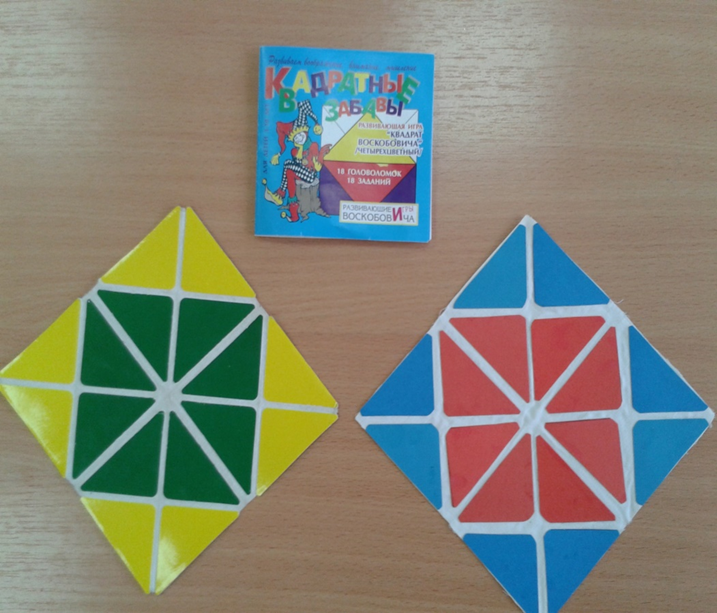 КВАДРАТНЫЕ
ЗАБАВЫ
РАЗВИВАЮЩАЯ ИГРА
"КВАДРАТ
ВОСКОБОВИЧА"
(ЧЕТЫРЕХЦВЕТНЫЙ)
18 ГОЛОВОЛОМОК
18 ЗАДАНИЙ
РАЗВИВАЮЩИЕ ИГРЫ
ВОСКОБОВИЧА